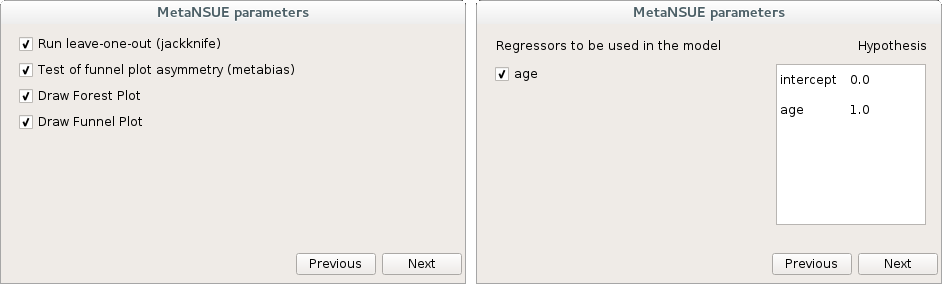 MetaNSUE parameters
Run leave-one-out (jackknife)
Test of funnel plot asymmetry (metabias)
Draw Forest Plot
Draw Funnel Plot
Previous Next
MetaNSUE parameters
Regressors to be used in the model Hypothesis
age
intercept 0.0
age 1.0
Previous Next